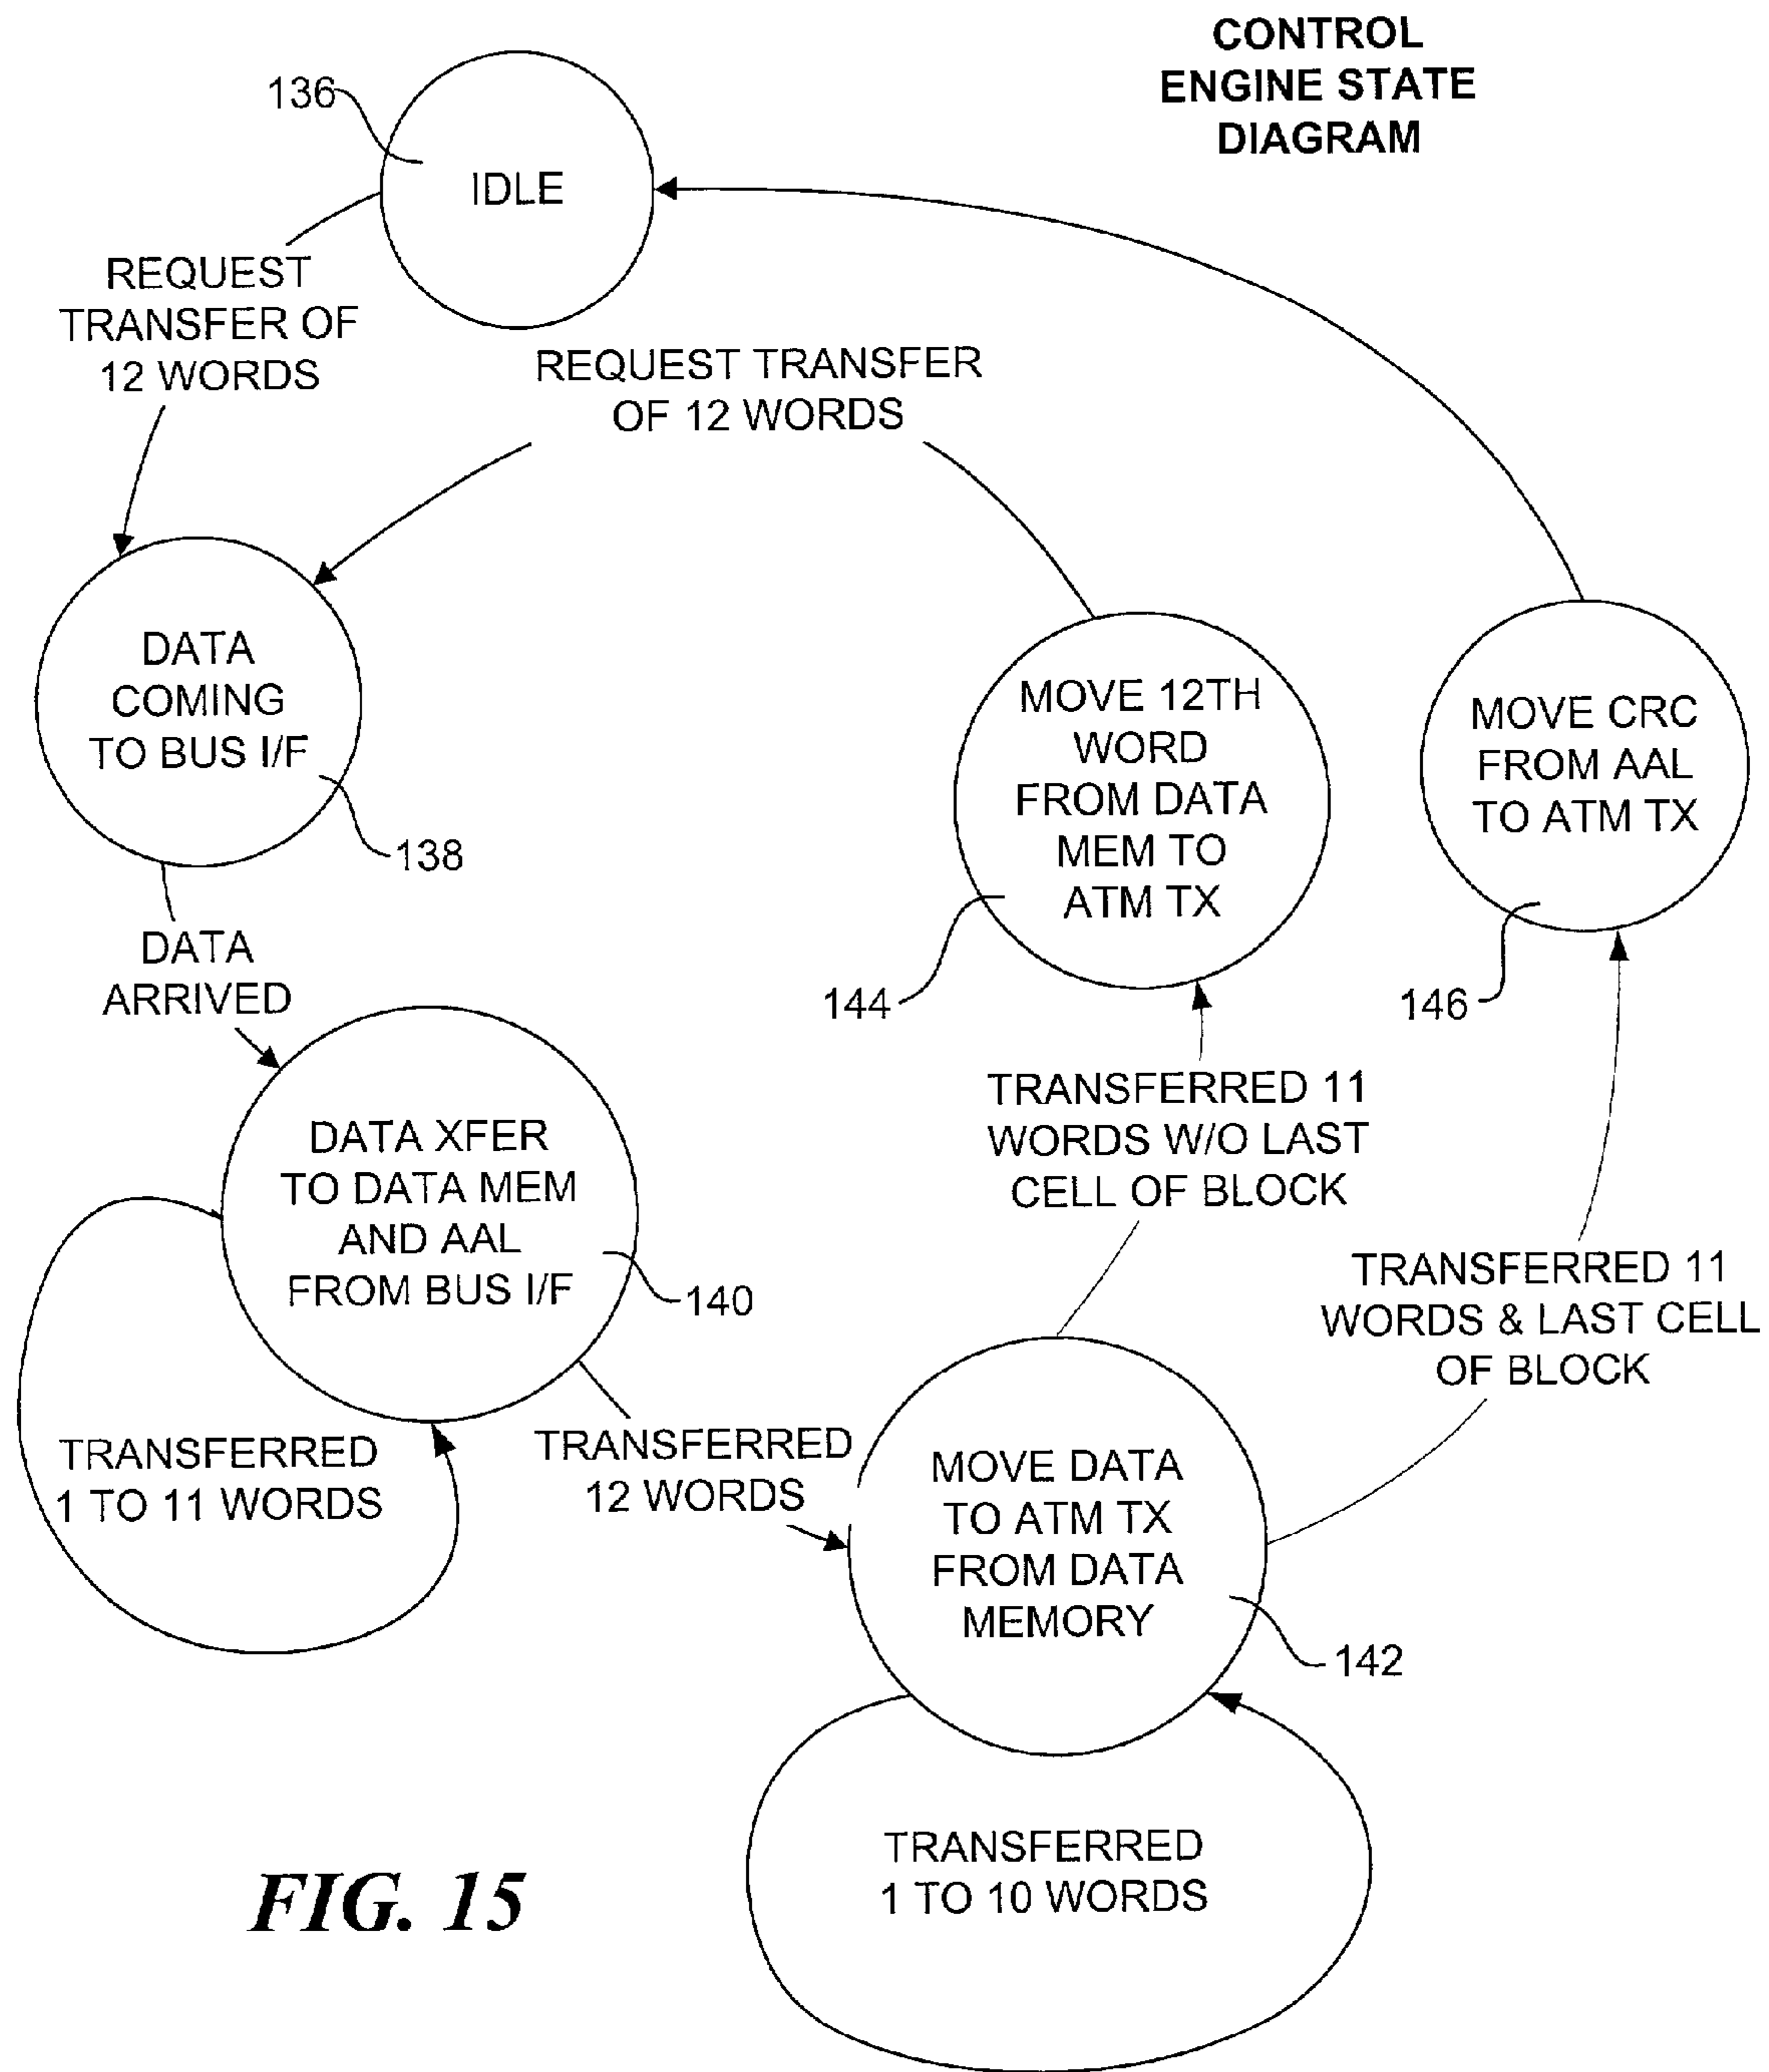 CONTROL
ENGINE STATE
DIAGRAM
136
IDLE
REQUEST
TRANSFER OF
12 WORDS
REQUEST TRANSFER
OF 12 WORDS
DATA
COMING
TO BUS I/F
138
MOVE 12TH
WORD
FROM DATA
MEM TO
ATM TX
144
MOVE CRC
FROM AAL
TO ATM TX
146
DATA
ARRIVED
DATA XFER
TO DATA MEM
AND AAL
FROM BUS I/F
140
TRANSFERRED 11
WORDS W/O LAST
CELL OF BLOCK
TRANSFERRED 11
WORDS & LAST CELL
OF BLOCK
TRANSFERRED
1 TO 11 WORDS
TRANSFERRED
12 WORDS
MOVE DATA
TO ATM TX
FROM DATA
MEMORY
142
TRANSFERRED
1 TO 10 WORDS
FIG. 15